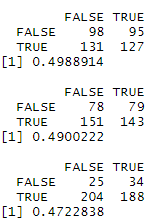 FALSE TRUE
FALSE 98 95
TRUE 131 127
[1] 0.4988914
FALSE TRUE
FALSE 78 79
TRUE 151 143
[1] 0.4900222
FALSE TRUE
FALSE 25 34
TRUE 204 188
[1] 0.4722838